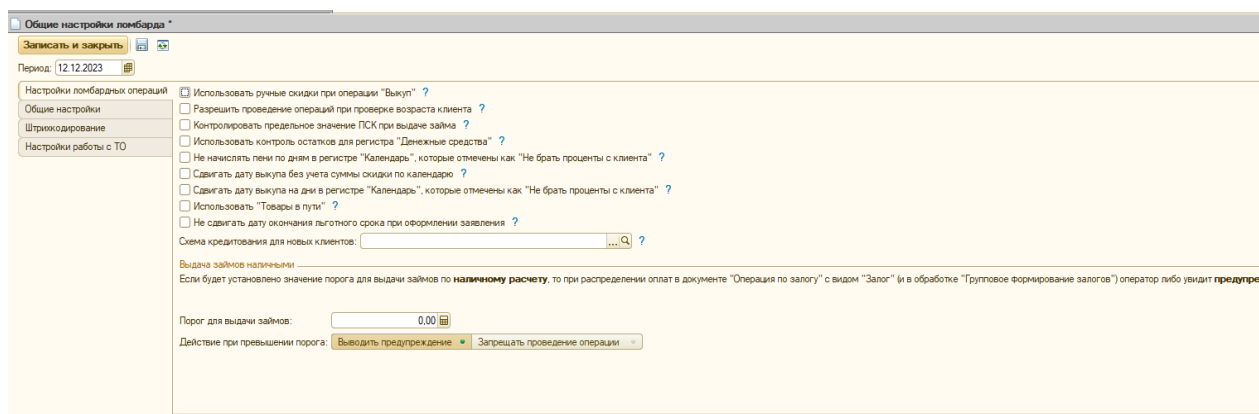 Общие настройки ломбарда *
Записать и закрыть
Период: 12.12.2023
Настройки ломбардных операций
Общие настройки
Штрихкодирование
Настройки работы с ТО
Использовать ручные скидки при операции "Выкуп" ?
Разрешить проведение операций при проверке возраста клиента ?
Контролировать предельное значение ПСК при выдаче займа ?
Использовать контроль остатков для регистра "Денежные средства" ?
Не начислять пени по дням в регистре "Календарь", которые отмечены как "Не брать проценты с клиента" ?
Сдвигать дату выкупа без учета суммы скидки по календарю ?
Сдвигать дату выкупа на дни в регистре "Календарь", которые отмечены как "Не брать проценты с клиента" ?
Использовать "Товары в пути" ?
Не сдвигать дату окончания льготного срока при оформлении заявления ?
Схема кредитования для новых клиентов: ... ?
Выдача займов наличными
Если будет установлено значение порога для выдачи займов по наличному расчету, то при распределении оплат в документе "Операция по залогу" с видом "Залог" (и в обработке "Групповое формирование залогов") оператор либо увидит предупре
Порог для выдачи займов: 0,00
Действие при превышении порога: Выводить предупреждение Запрещать проведение операции